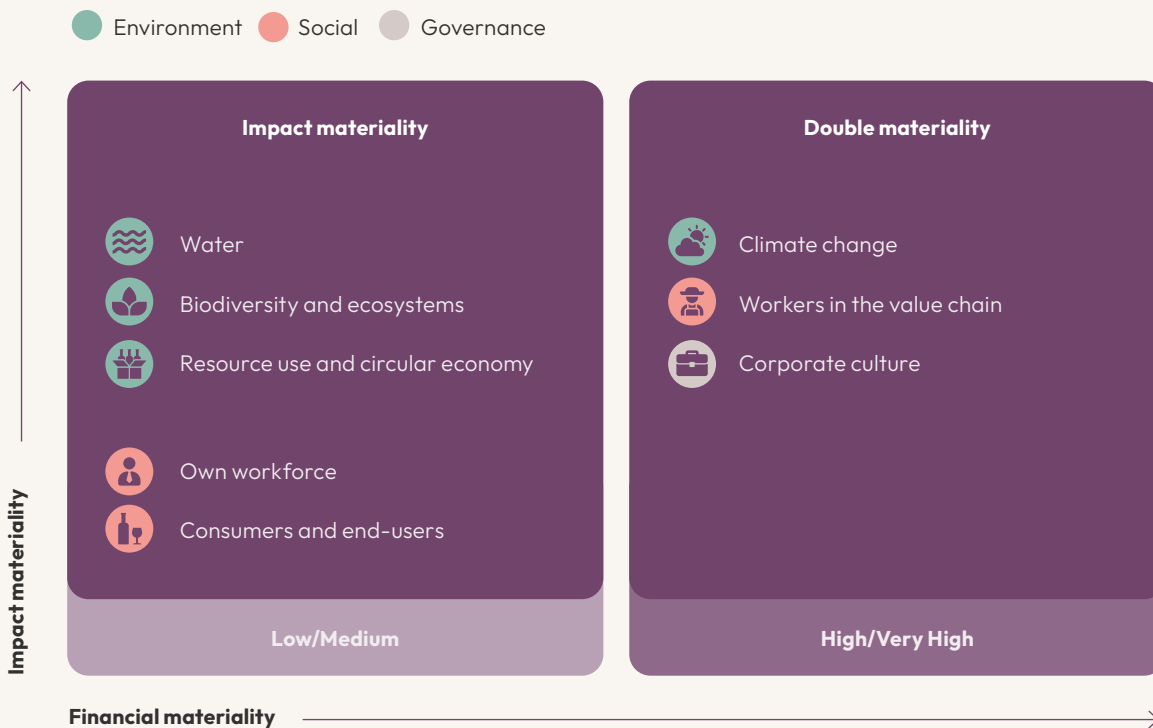 Environment Social Governance
Impact materiality
Water
Biodiversity and ecosystems
Resource use and circular economy
Own workforce
Consumers and end-users
Low/Medium
Double materiality
Climate change
Workers in the value chain
Corporate culture
High/Very High
Impact materiality
Financial materiality